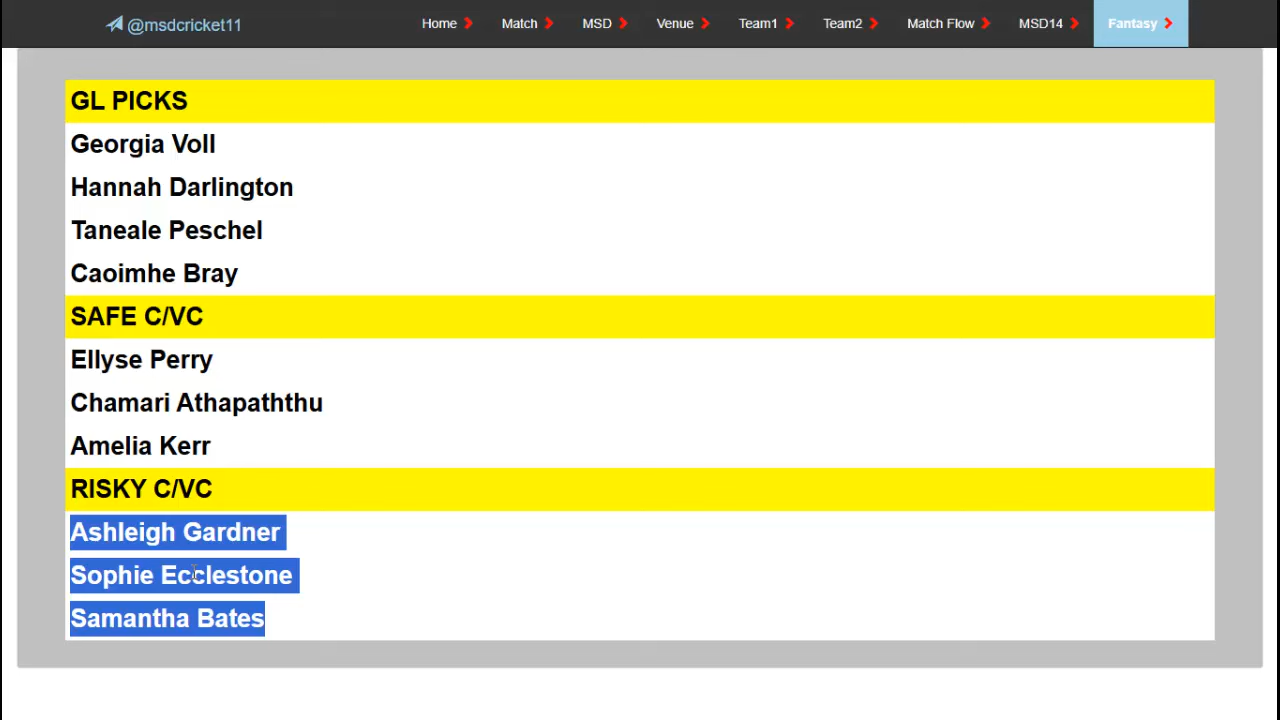 @msdcricket11
Home Match MSD Venue Team1 Team2 Match Flow MSD14 Fantasy
GL PICKS
Georgia Voll
Hannah Darlington
Taneale Peschel
Caoimhe Bray
SAFE C/VC
Ellyse Perry
Chamari Athapaththu
Amelia Kerr
RISKY C/VC
Ashleigh Gardner
Sophie Ecclestone
Samantha Bates